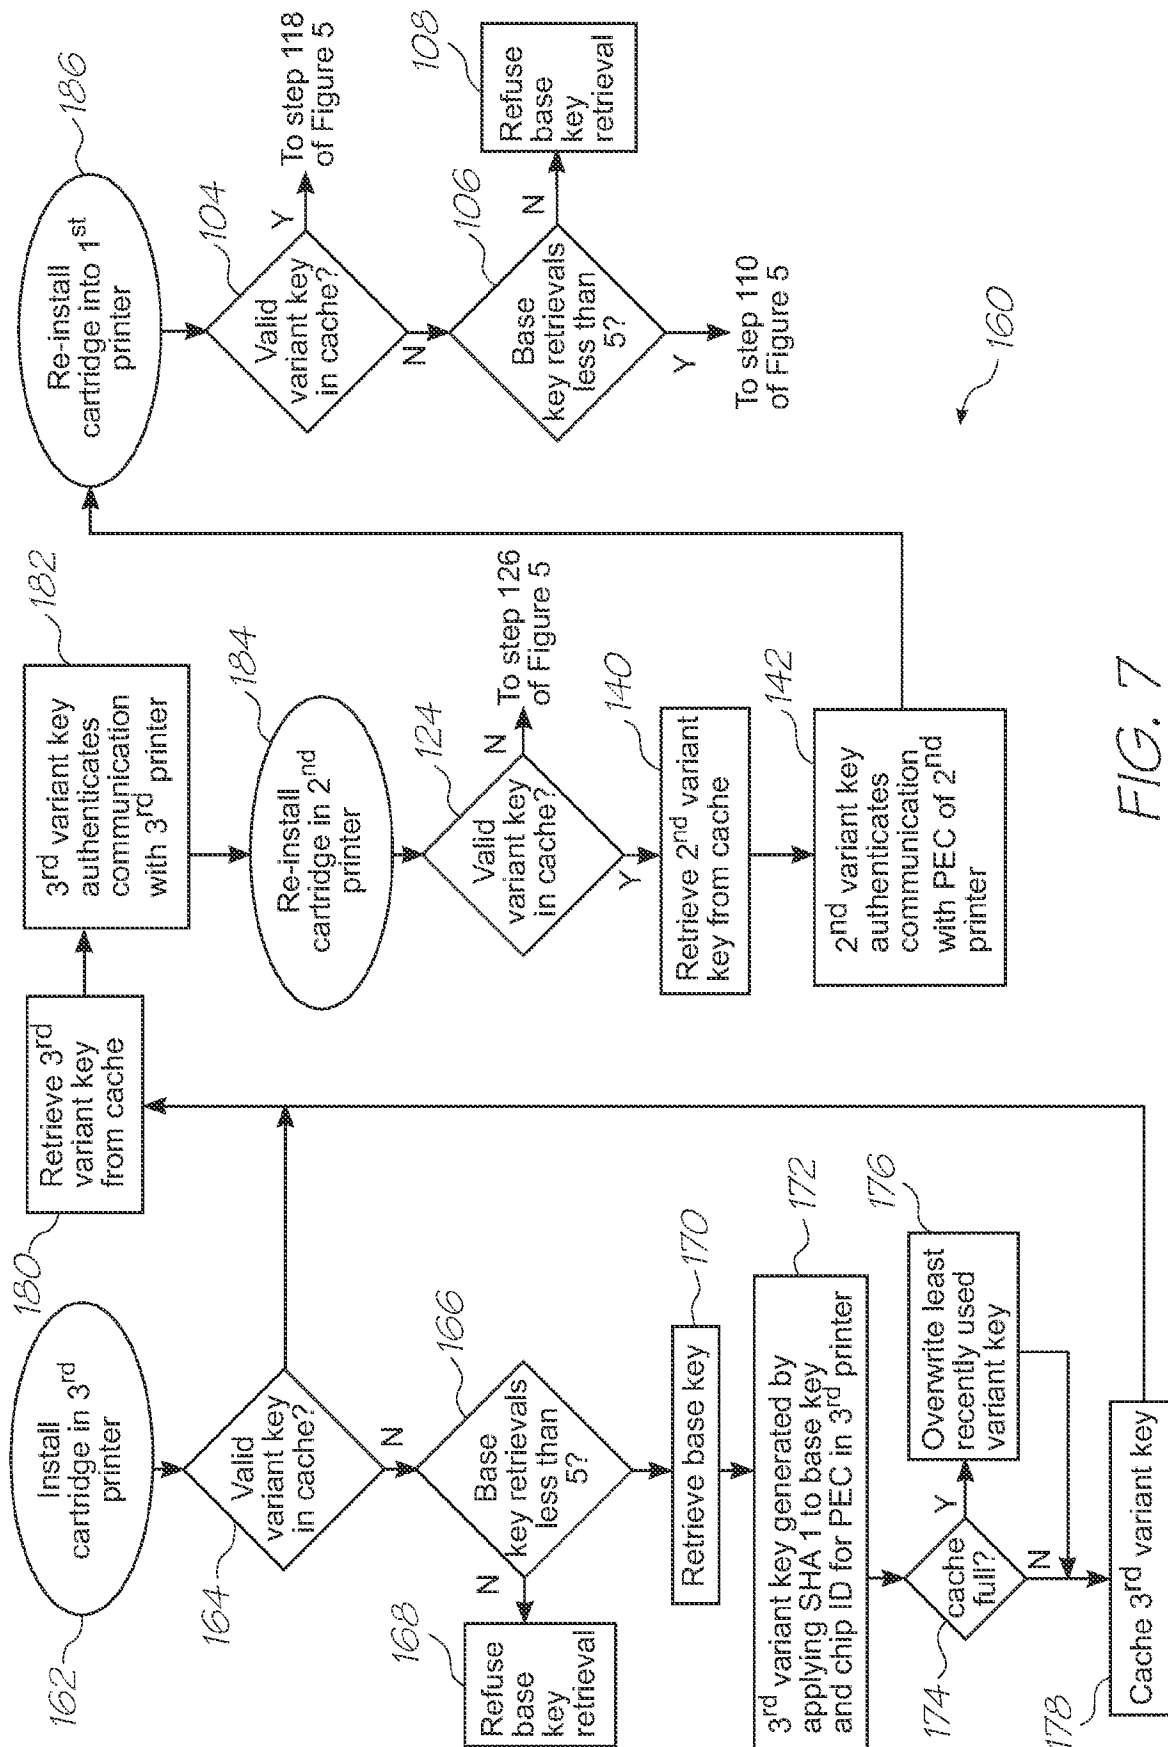 Install
cartridge in 3rd
printer
162
Valid
variant key
in cache?
164
N
Base
key retrievals
less than
5?
166
N
Refuse
base
key
retrieval
168
Retrieve base key
170
3rd variant key generated by
applying SHA 1 to base key
and chip ID for PEC in 3rd printer
172
cache
full?
174
Y
N
Overwrite least
recently used
variant key
176
Cache 3rd variant key
178
Retrieve 3rd
variant key
from cache
180
3rd variant key
authenticates
communication
with 3rd printer
182
Re-install
cartridge in 2nd
printer
184
Valid
variant key
in cache?
124
N
To step 126
of Figure 5
Y
Retrieve 2nd variant
key from cache
140
2nd variant key
authenticates
communication
with PEC of 2nd
printer
142
Re-install
cartridge into 1st
printer
186
Valid
variant key
in cache?
104
Y
To step 118
of Figure 5
N
Base
key retrievals
less than
5?
106
N
Refuse
base
key
retrieval
108
Y
To step 110
of Figure 5
160
FIG. 7